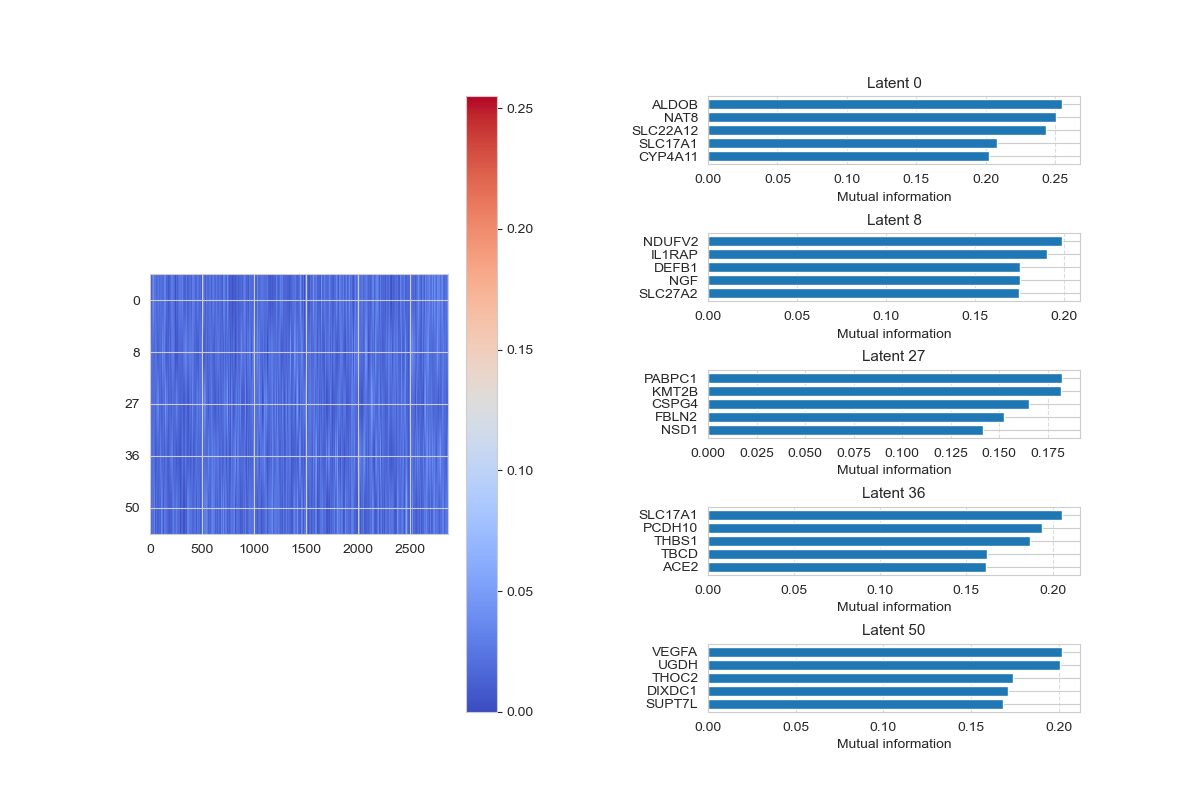 0
8
27
36
50
0
500
1000
1500
2000
2500
0.25
0.20
0.15
0.10
0.05
0.00
Latent 0
ALDOB
NAT8
SLC22A12
SLC17A1
CYP4A11
0.00 0.05 0.10 0.15 0.20 0.25
Mutual information
Latent 8
NDUFV2
IL1RAP
DEFB1
NGF
SLC27A2
0.00 0.05 0.10 0.15 0.20
Mutual information
Latent 27
PABPC1
KMT2B
CSPG4
FBLN2
NSD1
0.000 0.025 0.050 0.075 0.100 0.125 0.150 0.175
Mutual information
Latent 36
SLC17A1
PCDH10
THBS1
TBCD
ACE2
0.00 0.05 0.10 0.15 0.20
Mutual information
Latent 50
VEGFA
UGDH
THOC2
DIXDC1
SUPT7L
0.00 0.05 0.10 0.15 0.20
Mutual information